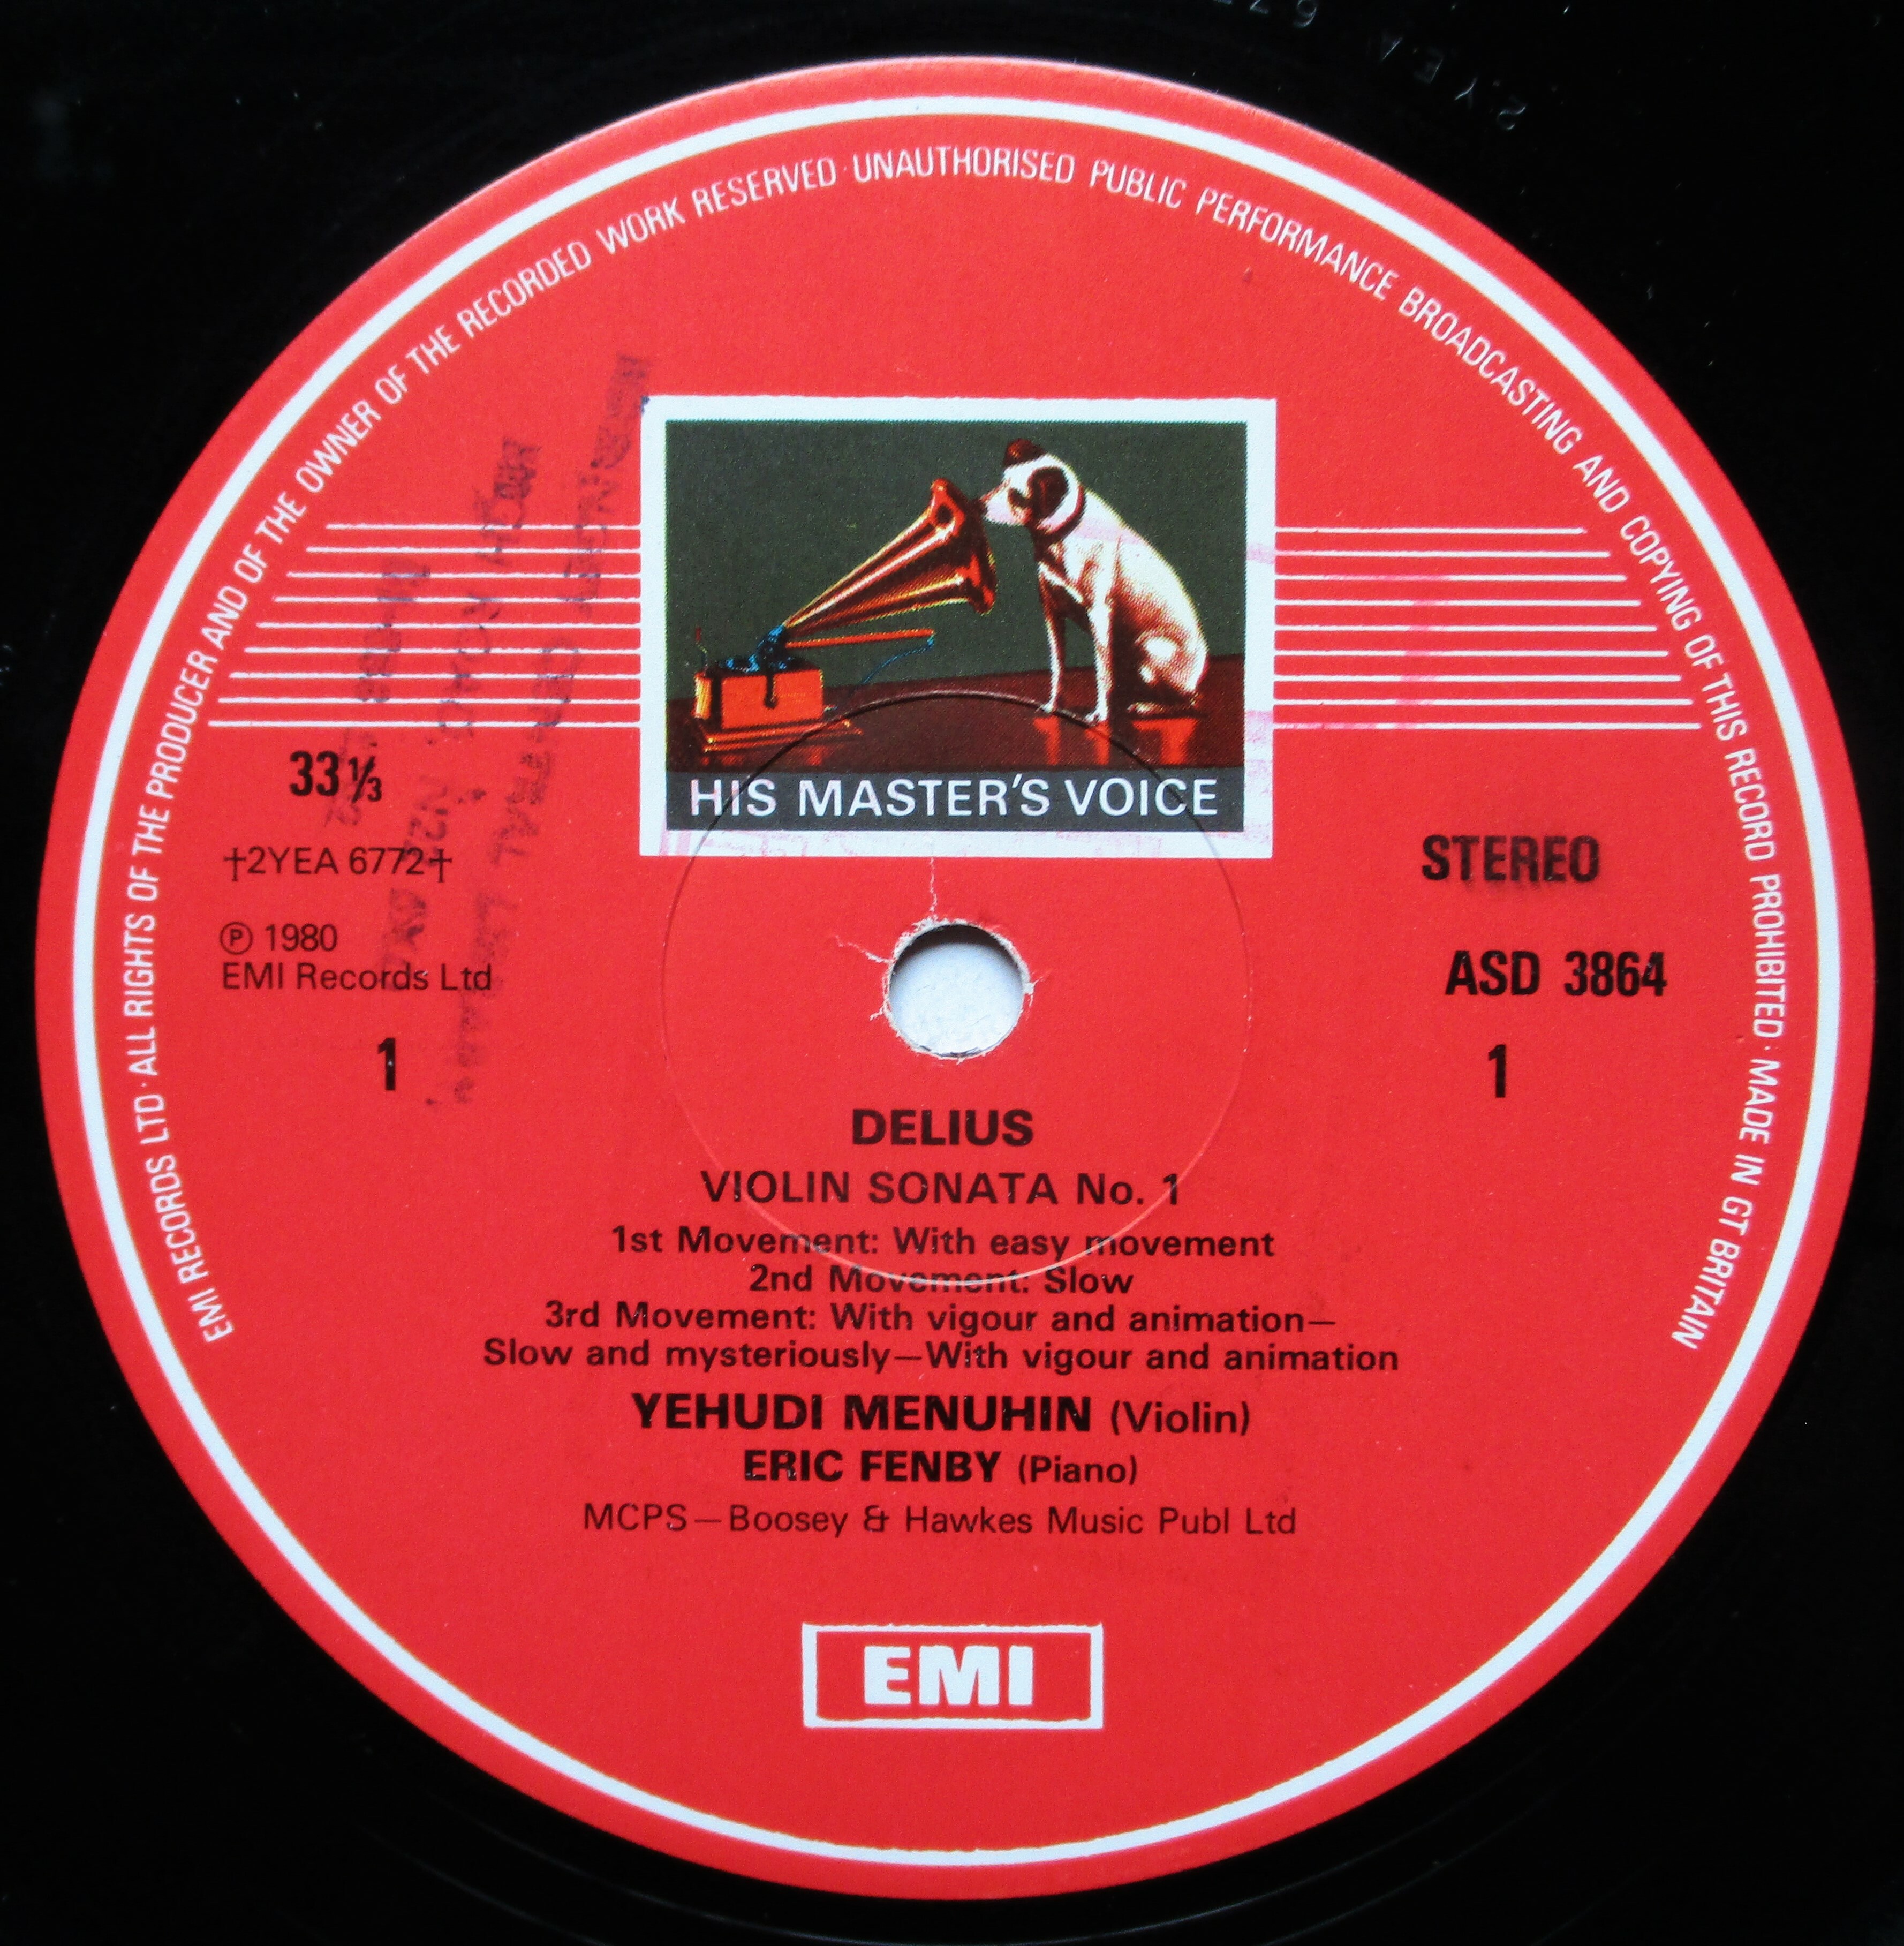 EMI RECORDS LTD · ALL RIGHTS OF THE PRODUCER AND OF THE OWNER OF THE RECORDED WORK RESERVED · UNAUTHORISED PUBLIC PERFORMANCE BROADCASTING AND COPYING OF THIS RECORD PROHIBITED · MADE IN GT BRITAIN
HIS MASTER'S VOICE
33⅓
†2YEA 6772†
℗ 1980
EMI Records Ltd
1
STEREO
ASD 3864
1
DELIUS
VIOLIN SONATA No. 1
1st Movement: With easy movement
2nd Movement: Slow
3rd Movement: With vigour and animation—
Slow and mysteriously—With vigour and animation
YEHUDI MENUHIN (Violin)
ERIC FENBY (Piano)
MCPS—Boosey & Hawkes Music Publ Ltd
EMI
2YEA